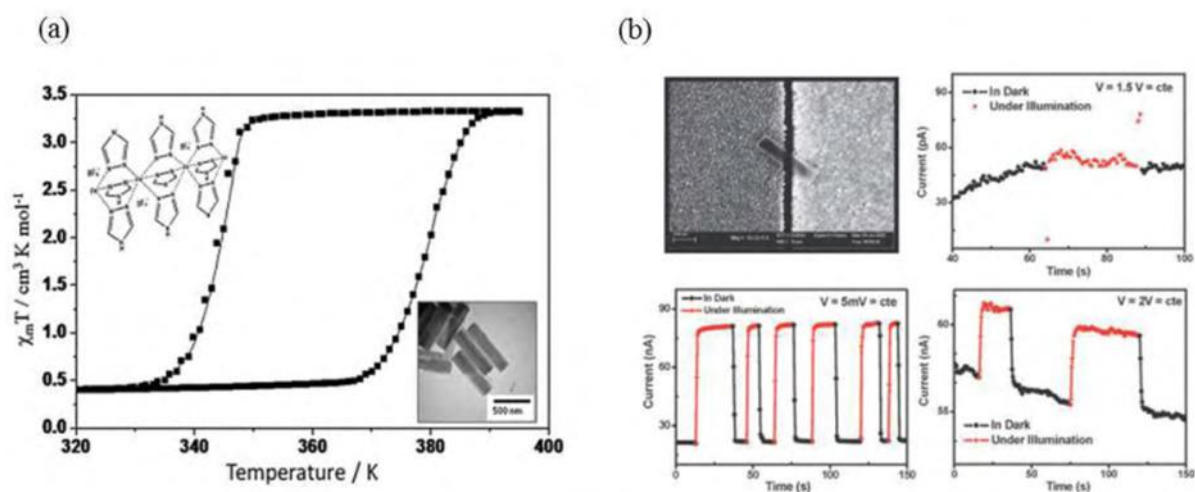 (a)
(b)
3.5
3.0
2.5
2.0
1.5
1.0
0.5
0.0
χmT / cm³ K mol⁻¹
320
340
360
380
400
Temperature / K
500 nm
V = 1.5 V = cte
In Dark
Under Illumination
90
60
30
Current (pA)
40
60
80
100
Time (s)
V = 5mV = cte
In Dark
Under Illumination
90
60
30
Current (nA)
0
50
100
150
Time (s)
V = 2V = cte
60
55
Current (nA)
In Dark
Under Illumination
0
50
100
150
Time (s)